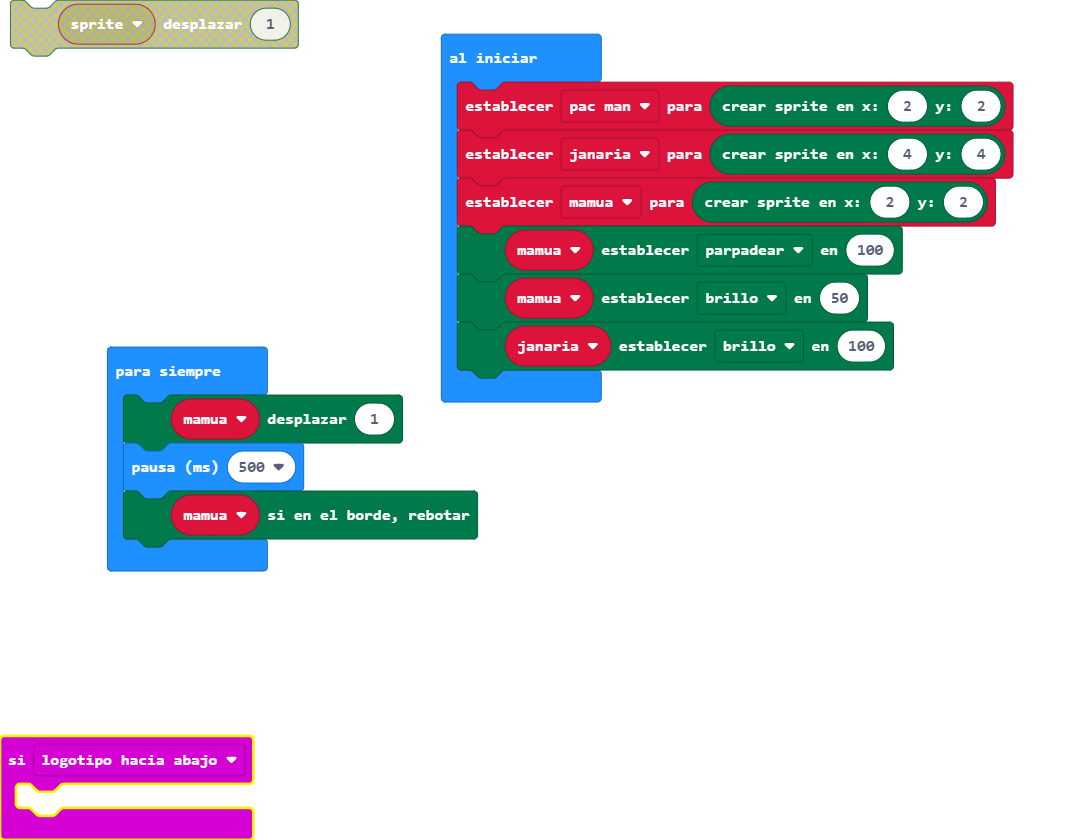 sprite desplazar 1
al iniciar
establecer pac man para crear sprite en x: 2 y: 2
establecer janaria para crear sprite en x: 4 y: 4
establecer mamua para crear sprite en x: 2 y: 2
mamua establecer parpadear en 100
mamua establecer brillo en 50
janaria establecer brillo en 100
para siempre
mamua desplazar 1
pausa (ms) 500
mamua si en el borde, rebotar
si logotipo hacia abajo